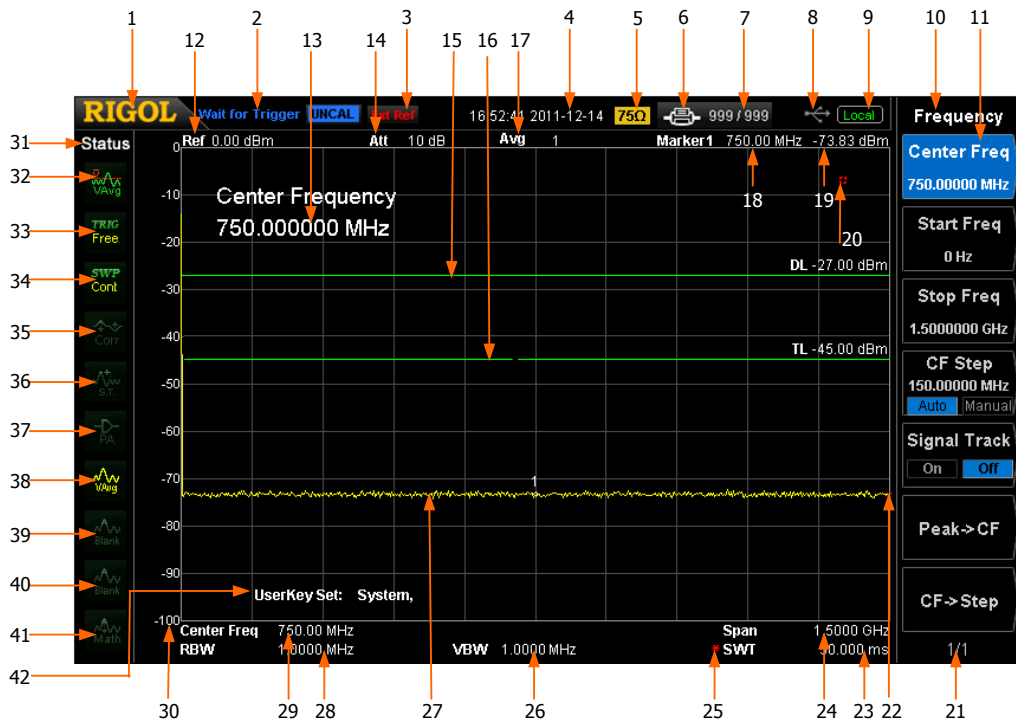 1 2 3 4 5 6 7 8 9 10 11
12 13 14 15 16 17
RIGOL Wait for Trigger UNCAL Ext Ref 16:52:41 2011-12-14 75Ω 999 / 999 Local Frequency
31 Status Ref 0.00 dBm Att 10 dB Avg 1 Marker1 750.00 MHz -73.83 dBm
0
Center Freq
750.00000 MHz
32 VAvg
-10
Center Frequency
750.000000 MHz
18 19
20
33 TRIG
Free
-20
Start Freq
0 Hz
DL -27.00 dBm
34 SWP
Cont
-30
Stop Freq
1.5000000 GHz
35 Corr
-40
TL -45.00 dBm
CF Step
150.00000 MHz
Auto Manual
36 S.T.
-50
37 PA
-60
Signal Track
On Off
38 VAvg
-70
1
39 Blank
-80
Peak->CF
40 Blank
-90
UserKey Set: System,
CF->Step
41 Math
-100
Center Freq 750.00 MHz Span 1.5000 GHz
RBW 1.0000 MHz VBW 1.0000 MHz *SWT 50.000 ms 1/1
42
30 29 28 27 26 25 24 23 22 21